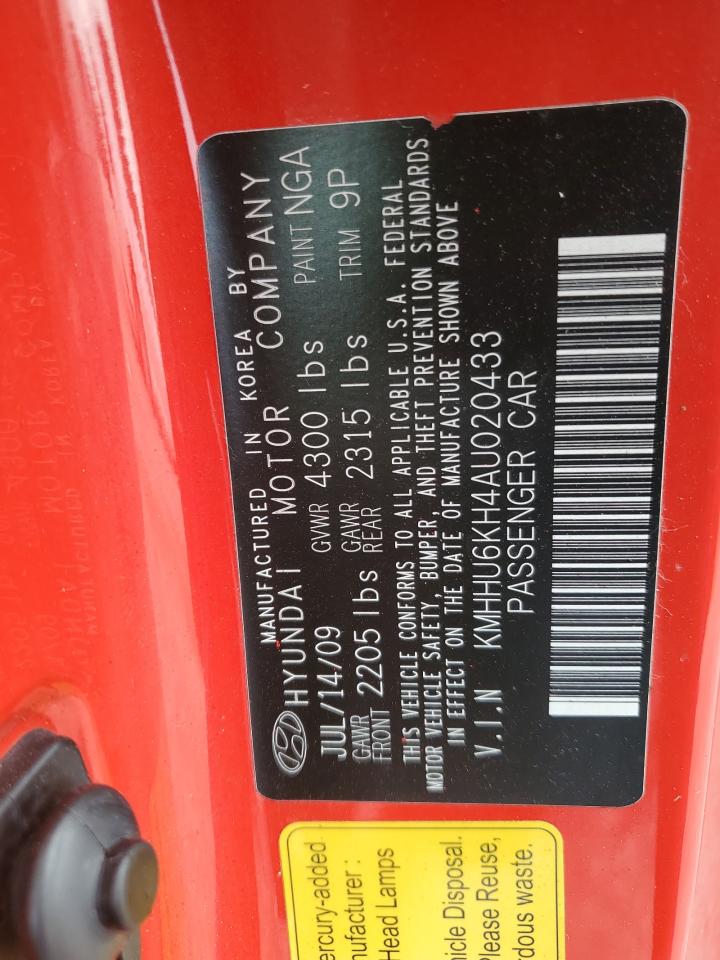 MANUFACTURED IN KOREA BY
HYUNDAI MOTOR COMPANY
JUL/14/09 GVWR 4300 lbs PAINT NGA
GAWR FRONT 2205 lbs GAWR REAR 2315 lbs TRIM 9P
THIS VEHICLE CONFORMS TO ALL APPLICABLE U.S.A. FEDERAL
MOTOR VEHICLE SAFETY, BUMPER, AND THEFT PREVENTION STANDARDS
IN EFFECT ON THE DATE OF MANUFACTURE SHOWN ABOVE
V.I.N KMHHU6KH4AU020433
PASSENGER CAR
ercury-added
nufacturer :
Head Lamps
hicle Disposal.
Please Reuse,
rdous waste.